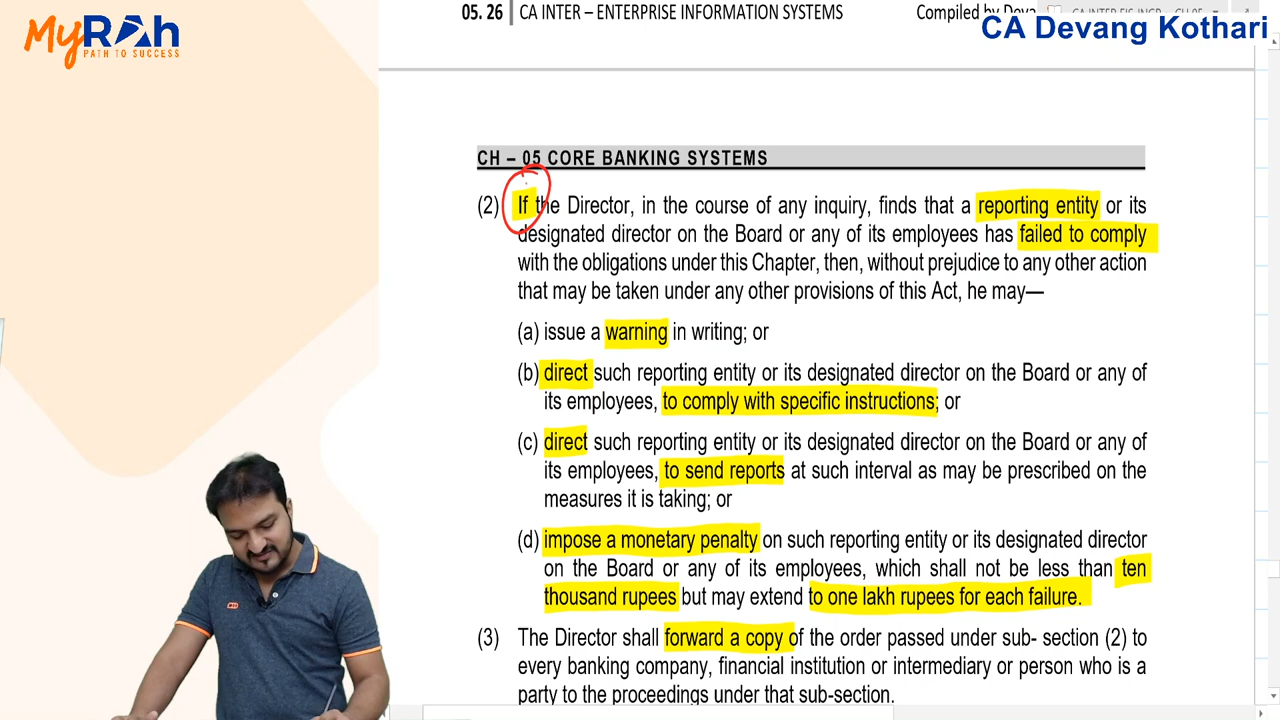 MyRAh
PATH TO SUCCESS
05. 26 CA INTER – ENTERPRISE INFORMATION SYSTEMS Compiled by
CA Devang Kothari
CH – 05 CORE BANKING SYSTEMS
(2) If the Director, in the course of any inquiry, finds that a reporting entity or its
designated director on the Board or any of its employees has failed to comply
with the obligations under this Chapter, then, without prejudice to any other action
that may be taken under any other provisions of this Act, he may—
(a) issue a warning in writing; or
(b) direct such reporting entity or its designated director on the Board or any of
its employees, to comply with specific instructions; or
(c) direct such reporting entity or its designated director on the Board or any of
its employees, to send reports at such interval as may be prescribed on the
measures it is taking; or
(d) impose a monetary penalty on such reporting entity or its designated director
on the Board or any of its employees, which shall not be less than ten
thousand rupees but may extend to one lakh rupees for each failure.
(3) The Director shall forward a copy of the order passed under sub- section (2) to
every banking company, financial institution or intermediary or person who is a
party to the proceedings under that sub-section.